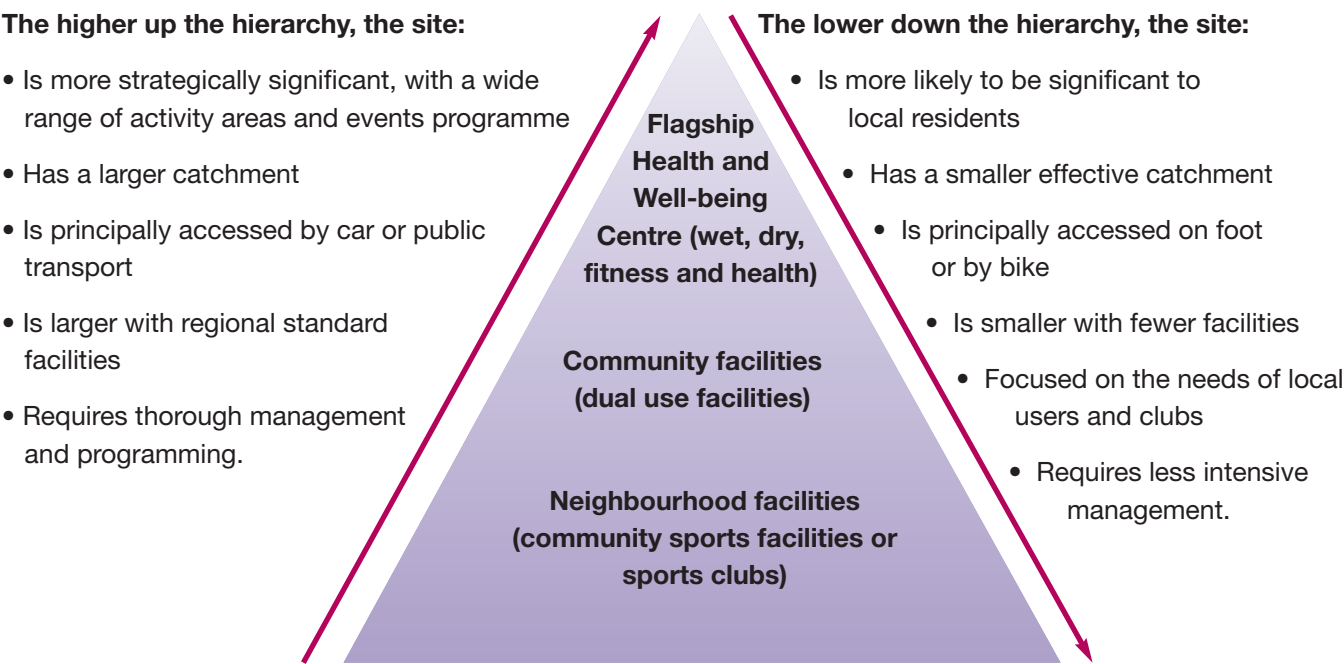 The higher up the hierarchy, the site:
• Is more strategically significant, with a wide
range of activity areas and events programme
• Has a larger catchment
• Is principally accessed by car or public
transport
• Is larger with regional standard
facilities
• Requires thorough management
and programming.
Flagship
Health and
Well-being
Centre (wet, dry,
fitness and health)
Community facilities
(dual use facilities)
Neighbourhood facilities
(community sports facilities or
sports clubs)
The lower down the hierarchy, the site:
• Is more likely to be significant to
local residents
• Has a smaller effective catchment
• Is principally accessed on foot
or by bike
• Is smaller with fewer facilities
• Focused on the needs of local
users and clubs
• Requires less intensive
management.